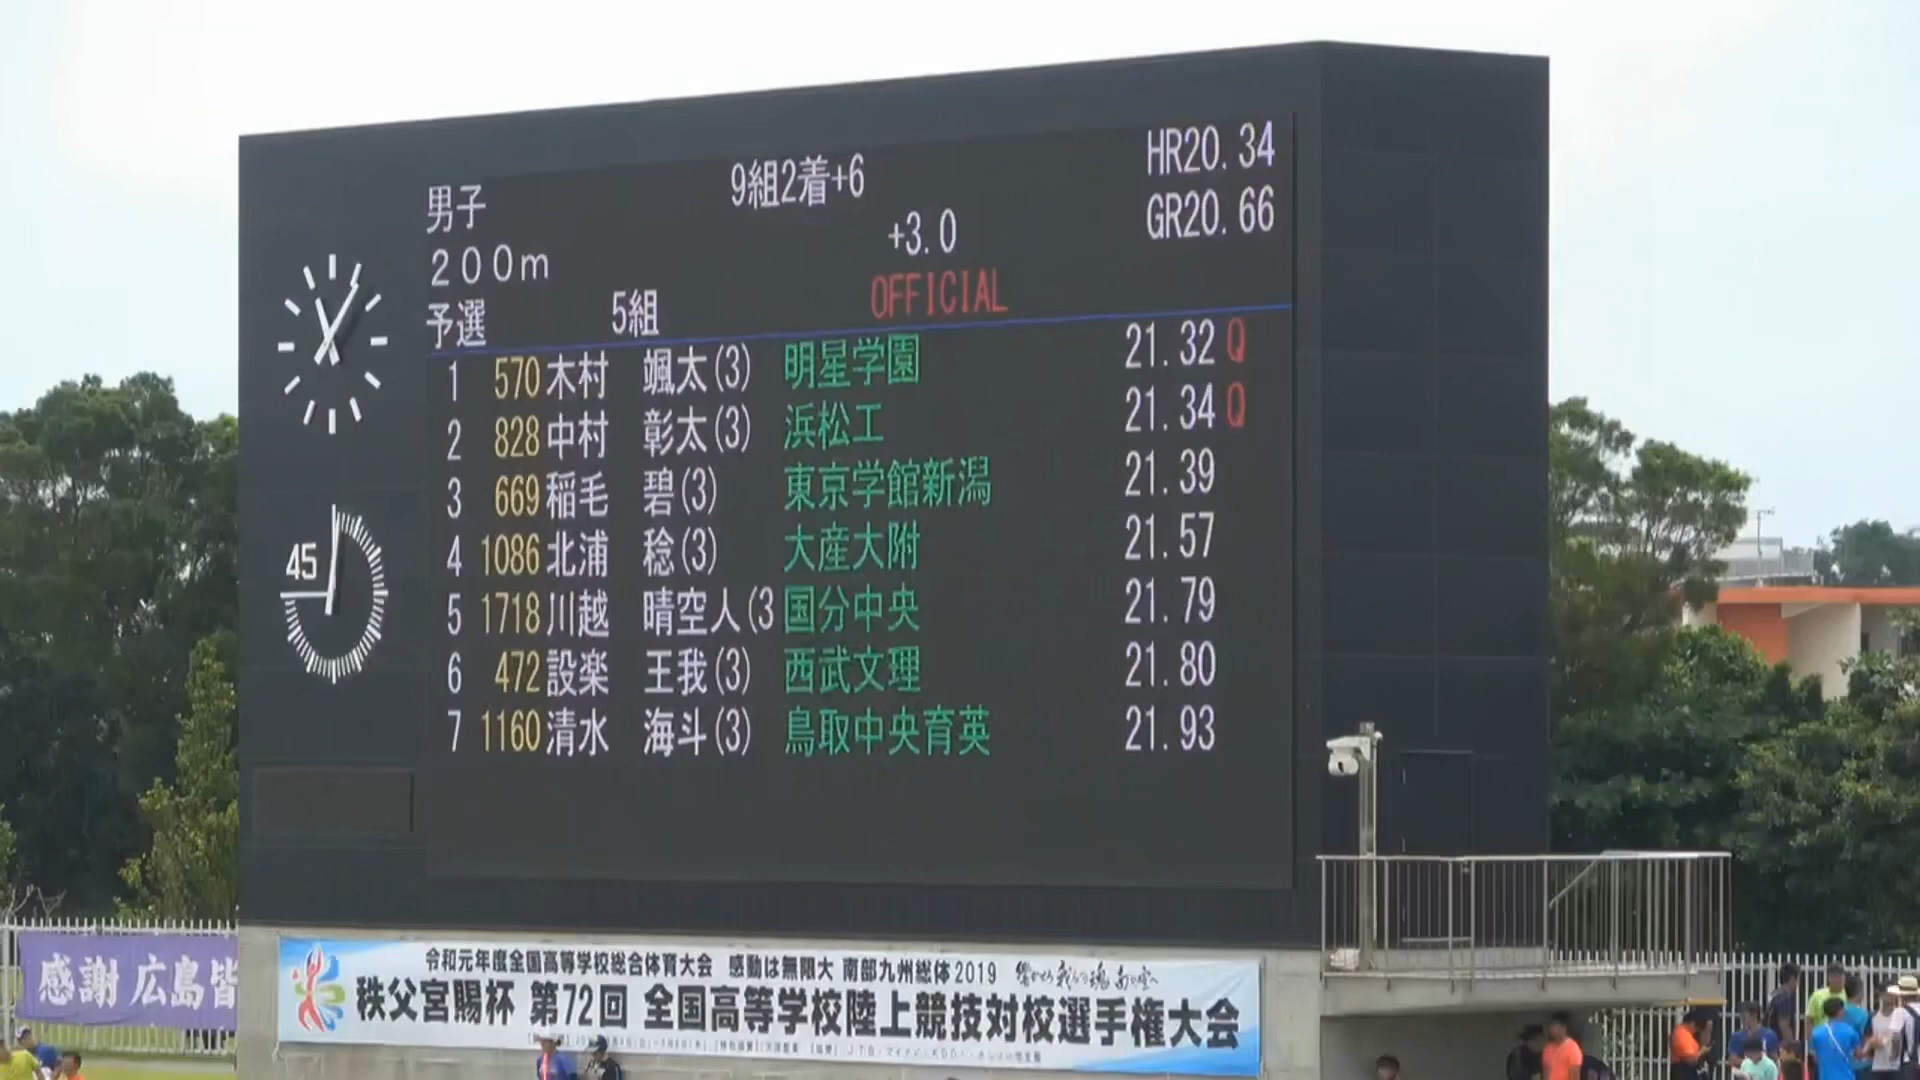 男子
9組2着+6
HR20.34
GR20.66
200m
+3.0
予選 5組 OFFICIAL
1 570 木村 颯太(3) 明星学園 21.32 Q
2 828 中村 彰太(3) 浜松工 21.34 Q
3 669 稲毛 碧(3) 東京学館新潟 21.39
4 1086 北浦 稔(3) 大産大附 21.57
5 1718 川越 晴空人(3 国分中央 21.79
6 472 設楽 王我(3) 西武文理 21.80
7 1160 清水 海斗(3) 鳥取中央育英 21.93
45
感謝 広島皆
令和元年度全国高等学校総合体育大会 感動は無限大 南部九州総体2019
秩父宮賜杯 第72回 全国高等学校陸上競技対校選手権大会